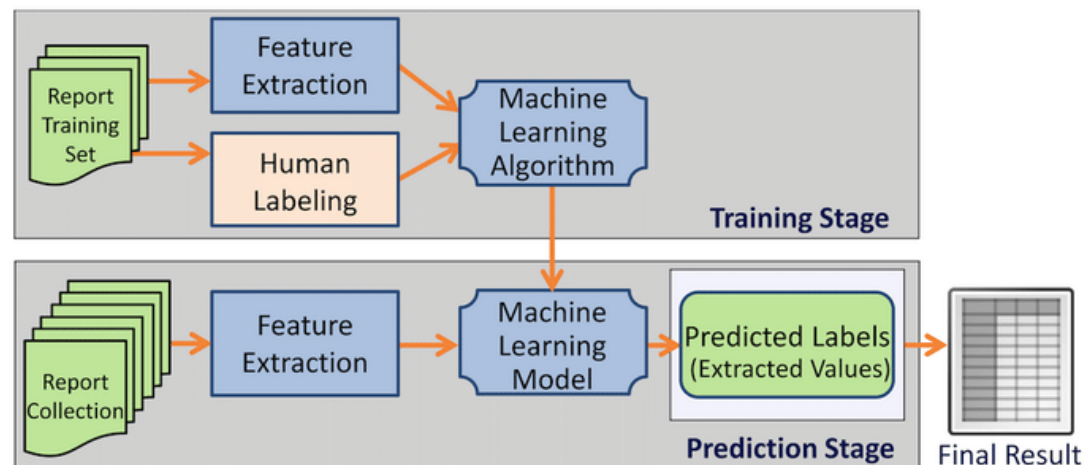 Report
Training
Set
Feature
Extraction
Human
Labeling
Machine
Learning
Algorithm
Training Stage
Report
Collection
Feature
Extraction
Machine
Learning
Model
Predicted Labels
(Extracted Values)
Prediction Stage
Final Result